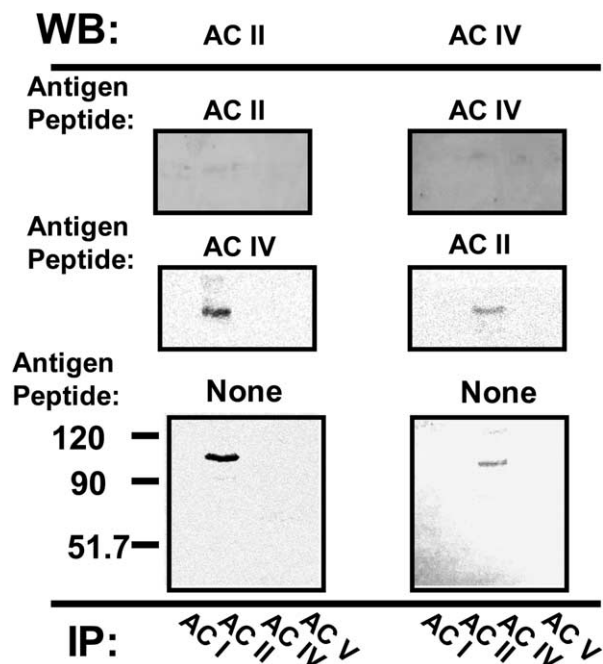 WB: AC II AC IV
Antigen
Peptide: AC II AC IV
Antigen
Peptide: AC IV AC II
Antigen
Peptide: None None
120
90
51.7
IP: AC I AC II AC IV AC V AC I AC II AC IV AC V